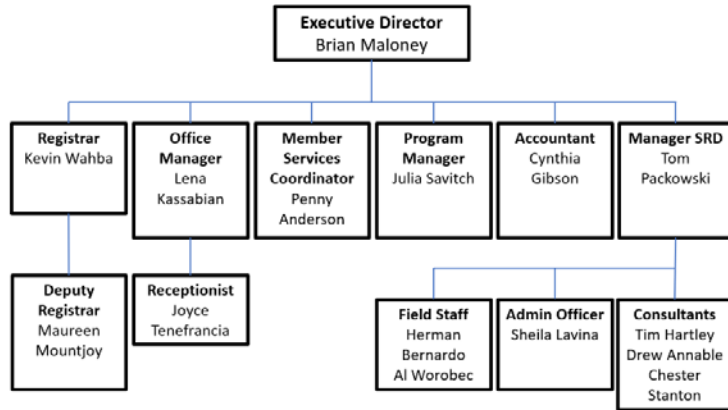 Executive Director
Brian Maloney
Registrar
Kevin Wahba
Office
Manager
Lena
Kassabian
Member
Services
Coordinator
Penny
Anderson
Program
Manager
Julia Savitch
Accountant
Cynthia
Gibson
Manager SRD
Tom
Packowski
Deputy
Registrar
Maureen
Mountjoy
Receptionist
Joyce
Tenefrancia
Field Staff
Herman
Bernardo
Al Worobec
Admin Officer
Sheila Lavina
Consultants
Tim Hartley
Drew Annable
Chester
Stanton